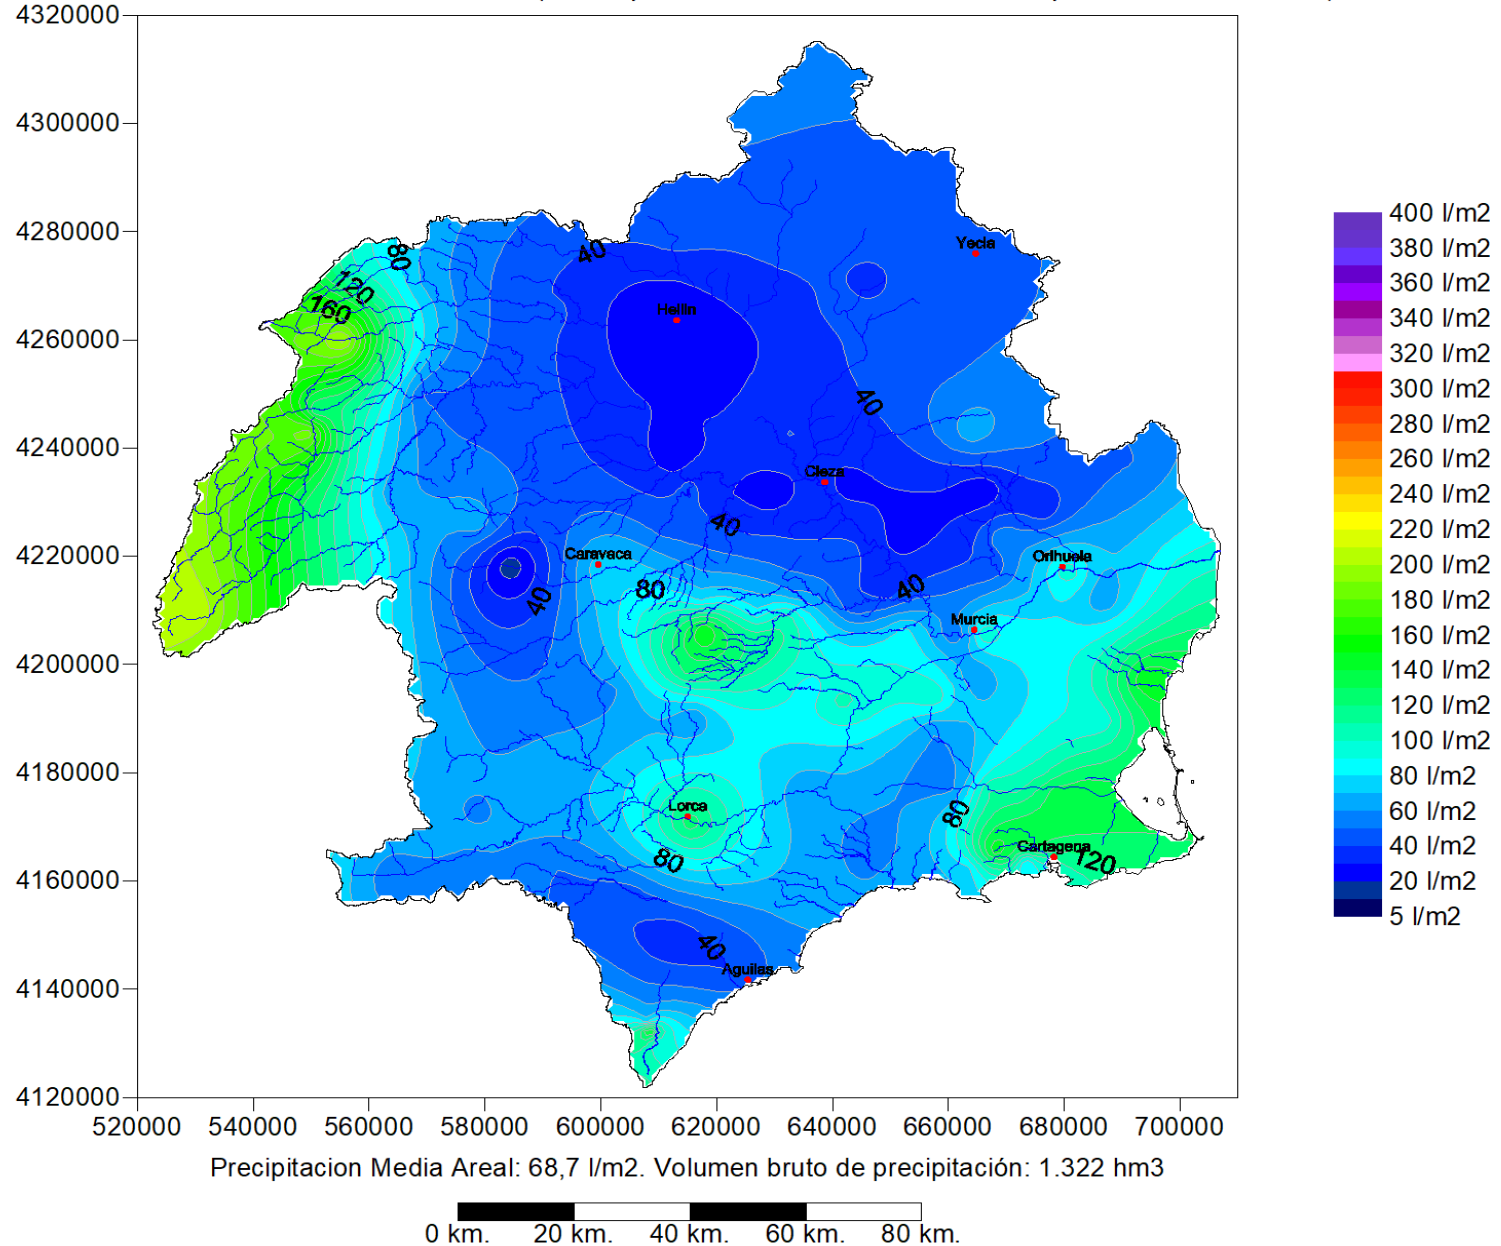 4320000
4300000
4280000
4260000
4240000
4220000
4200000
4180000
4160000
4140000
4120000
520000 540000 560000 580000 600000 620000 640000 660000 680000 700000
80
120
160
40
Yecla
Hellin
40
Cieza
40
Caravaca
Orihuela
80
40
40
Murcia
Lorca
80
80
Cartagena
120
40
Aguilas
400 l/m2
380 l/m2
360 l/m2
340 l/m2
320 l/m2
300 l/m2
280 l/m2
260 l/m2
240 l/m2
220 l/m2
200 l/m2
180 l/m2
160 l/m2
140 l/m2
120 l/m2
100 l/m2
80 l/m2
60 l/m2
40 l/m2
20 l/m2
5 l/m2
Precipitacion Media Areal: 68,7 l/m2. Volumen bruto de precipitación: 1.322 hm3
0 km. 20 km. 40 km. 60 km. 80 km.